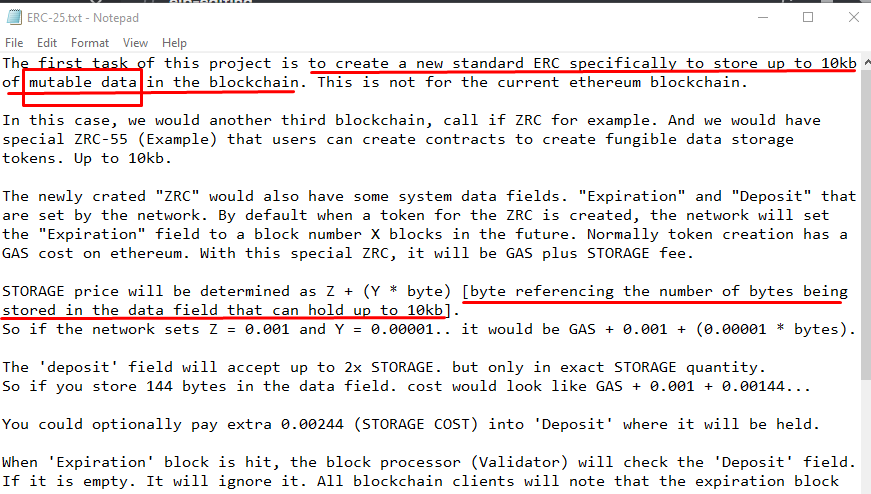 ERC-25.txt - Notepad
File Edit Format View Help
The first task of this project is to create a new standard ERC specifically to store up to 10kb
of mutable data in the blockchain. This is not for the current ethereum blockchain.
In this case, we would another third blockchain, call if ZRC for example. And we would have
special ZRC-55 (Example) that users can create contracts to create fungible data storage
tokens. Up to 10kb.
The newly crated "ZRC" would also have some system data fields. "Expiration" and "Deposit" that
are set by the network. By default when a token for the ZRC is created, the network will set
the "Expiration" field to a block number X blocks in the future. Normally token creation has a
GAS cost on ethereum. With this special ZRC, it will be GAS plus STORAGE fee.
STORAGE price will be determined as Z + (Y * byte) [byte referencing the number of bytes being
stored in the data field that can hold up to 10kb].
So if the network sets Z = 0.001 and Y = 0.00001.. it would be GAS + 0.001 + (0.00001 * bytes).
The 'deposit' field will accept up to 2x STORAGE. but only in exact STORAGE quantity.
So if you store 144 bytes in the data field. cost would look like GAS + 0.001 + 0.00144...
You could optionally pay extra 0.00244 (STORAGE COST) into 'Deposit' where it will be held.
When 'Expiration' block is hit, the block processor (Validator) will check the 'Deposit' field.
If it is empty. It will ignore it. All blockchain clients will note that the expiration block